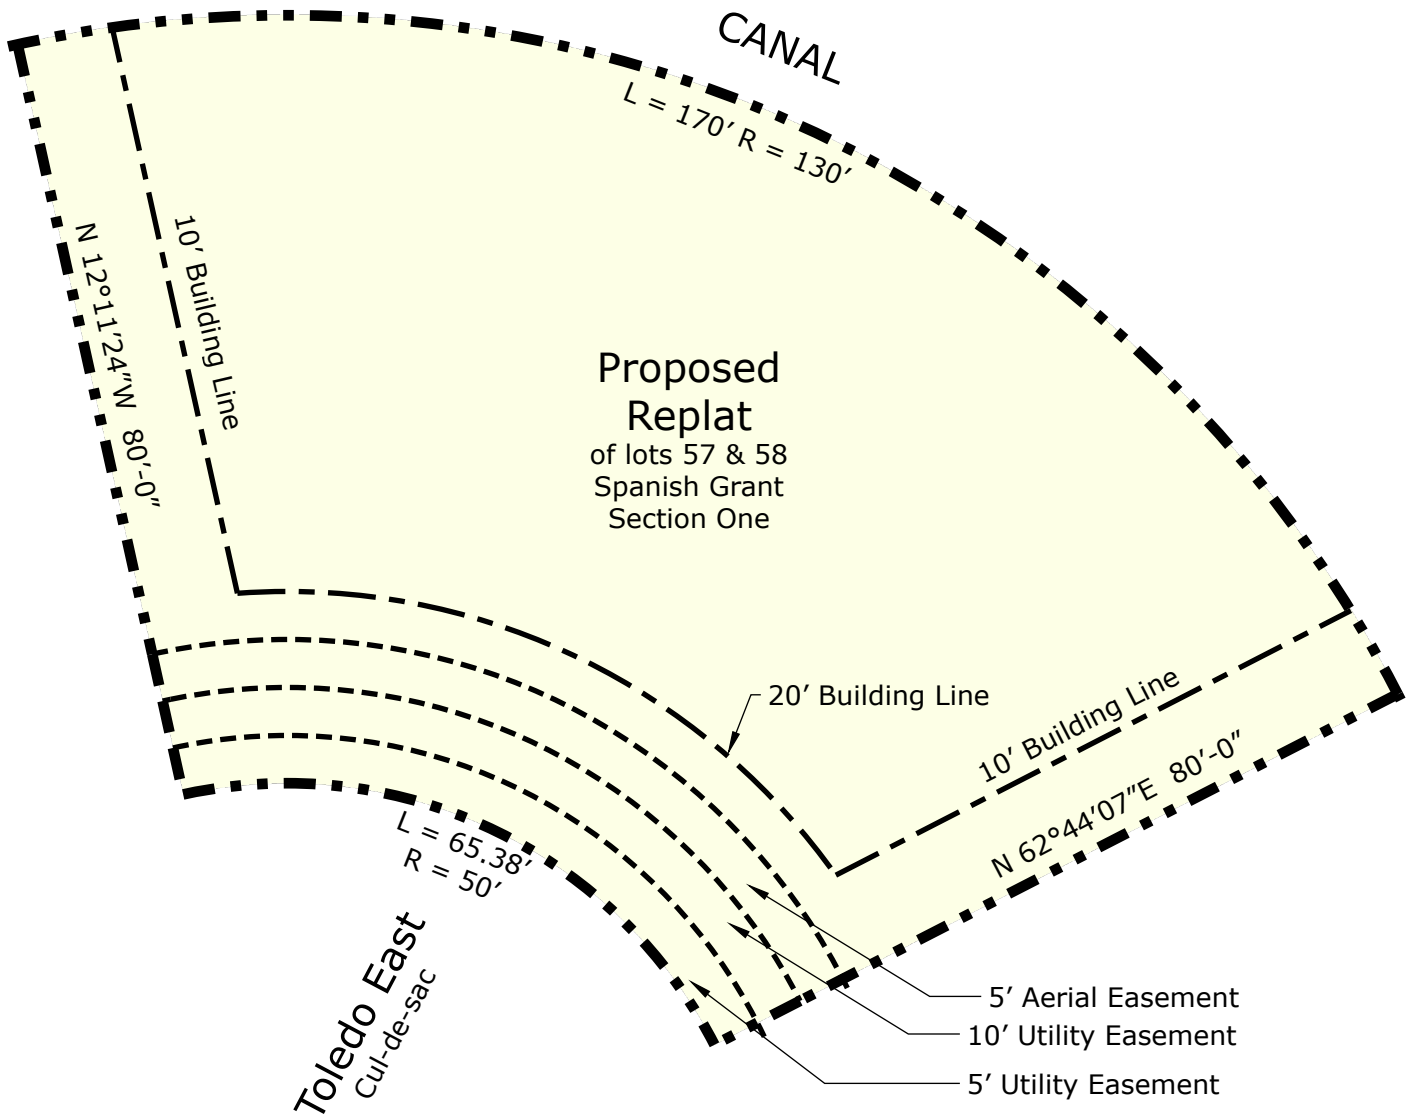 CANAL
L = 170′ R = 130′
N 12°11′24″W 80′-0″
10′ Building Line
Proposed
Replat
of lots 57 & 58
Spanish Grant
Section One
20′ Building Line
10′ Building Line
N 62°44′07″E 80′-0″
L = 65.38′
R = 50′
Toledo East
Cul-de-sac
5′ Aerial Easement
10′ Utility Easement
5′ Utility Easement